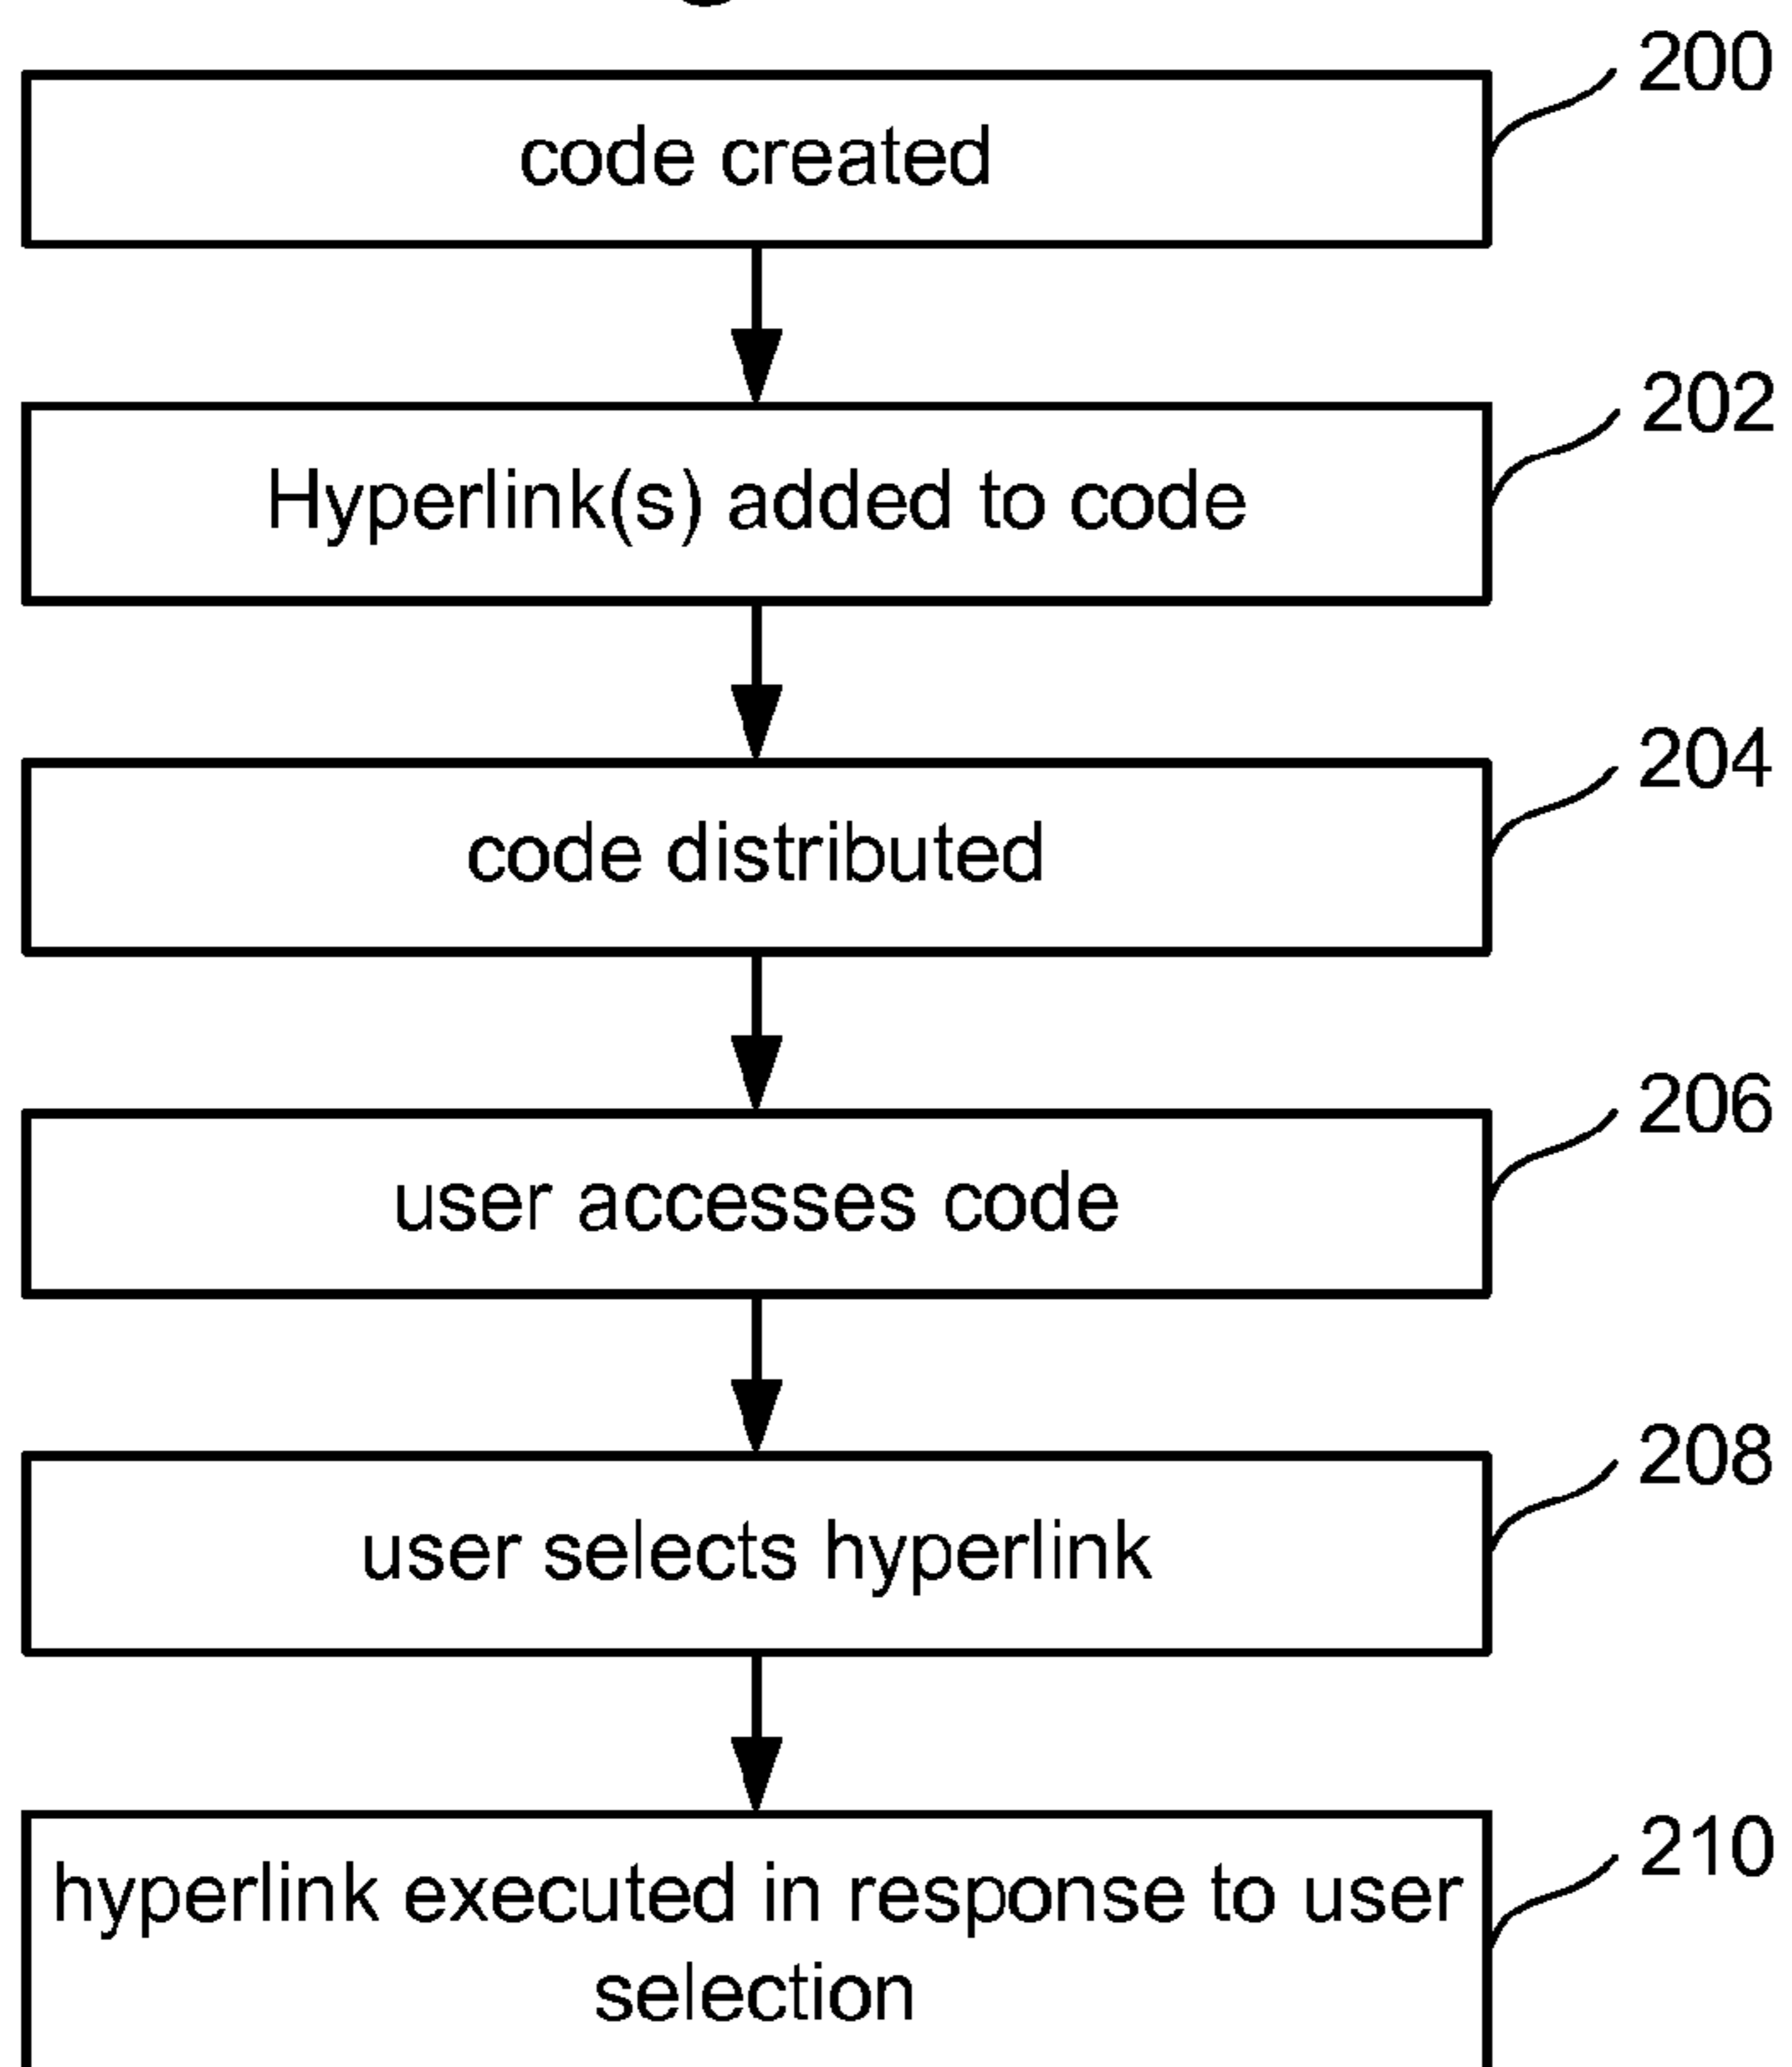 200
code created
202
Hyperlink(s) added to code
204
code distributed
206
user accesses code
208
user selects hyperlink
210
hyperlink executed in response to user
selection